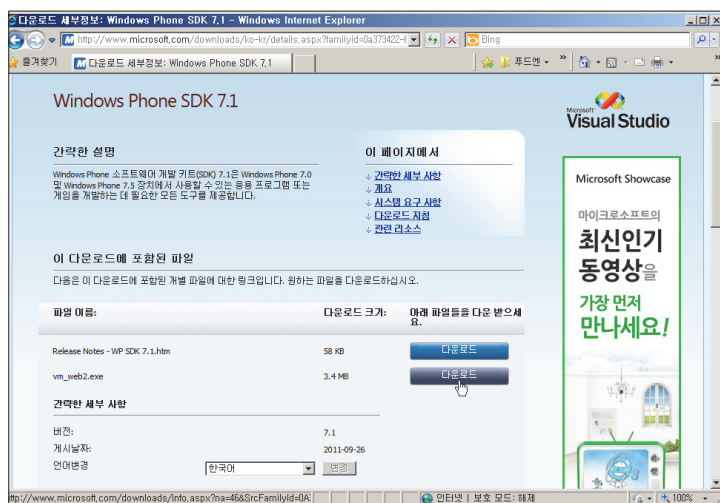 다운로드 세부정보: Windows Phone SDK 7.1 - Windows Internet Explorer
http://www.microsoft.com/downloads/ko-kr/details.aspx?familyid=0a373422-6
Bing
즐겨찾기
다운로드 세부정보: Windows Phone SDK 7.1
푸드엔
Windows Phone SDK 7.1
Microsoft
Visual Studio
간략한 설명
Windows Phone 소프트웨어 개발 키트(SDK) 7.1은 Windows Phone 7.0
및 Windows Phone 7.5 장치에서 사용할 수 있는 응용 프로그램 또는
게임을 개발하는 데 필요한 모든 도구를 제공합니다.
이 페이지에서
간략한 세부 사항
개요
시스템 요구 사항
다운로드 지침
관련 리소스
이 다운로드에 포함된 파일
다음은 이 다운로드에 포함된 개별 파일에 대한 링크입니다. 원하는 파일을 다운로드하십시오.
파일 이름:
다운로드 크기:
아래 파일들을 다운 받으세
요.
Release Notes - WP SDK 7.1.htm
58 KB
다운로드
vm_web2.exe
3.4 MB
다운로드
간략한 세부 사항
버전:
7.1
게시날짜:
2011-09-26
언어변경
한국어
변경
Microsoft Showcase
마이크로소프트의
최신인기
동영상을
가장 먼저
만나세요!
ttp://www.microsoft.com/downloads/info.aspx?na=46&SrcFamilyId=0A
인터넷 | 보호 모드: 해제
100%